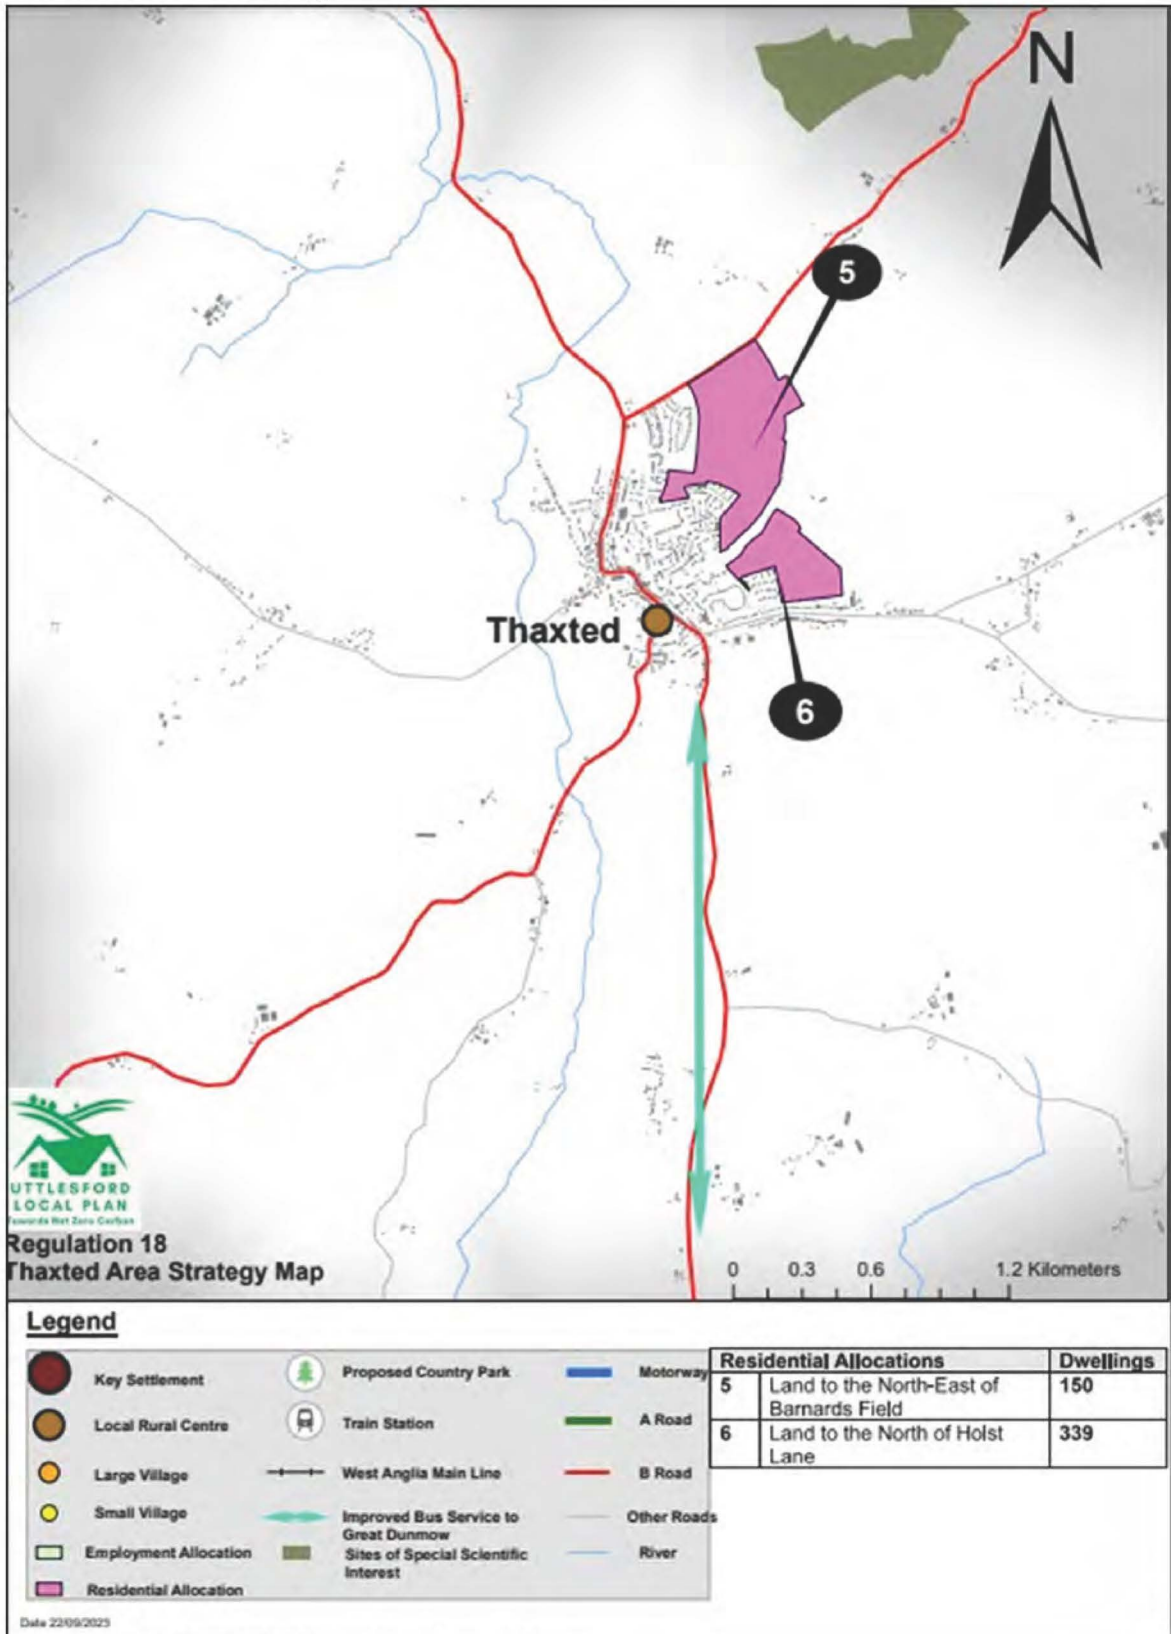 N
5
Thaxted
6
UTTLESFORD
LOCAL PLAN
Towards Net Zero Carbon
Regulation 18
Thaxted Area Strategy Map
0 0.3 0.6 1.2 Kilometers
Legend
Key Settlement
Local Rural Centre
Large Village
Small Village
Employment Allocation
Residential Allocation
Proposed Country Park
Train Station
West Anglia Main Line
Improved Bus Service to
Great Dunmow
Sites of Special Scientific
Interest
Motorway
A Road
B Road
Other Roads
River
Residential Allocations Dwellings
5 Land to the North-East of 150
Barnards Field
6 Land to the North of Holst 339
Lane
Date 22/09/2023